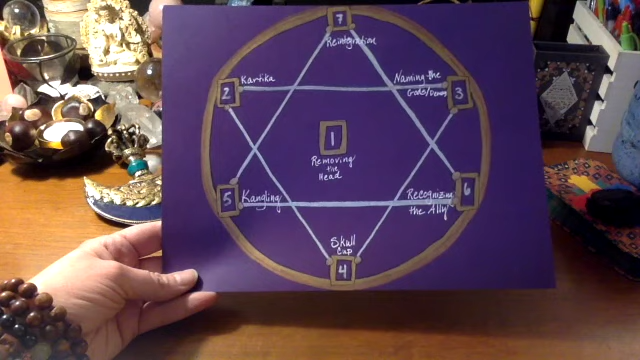 7
Reintegration
2
Kartika
Naming the
Gods/Demons
3
1
Removing
the
Head
5
Kangling
Recognizing
the Ally
6
Skull
Cup
4